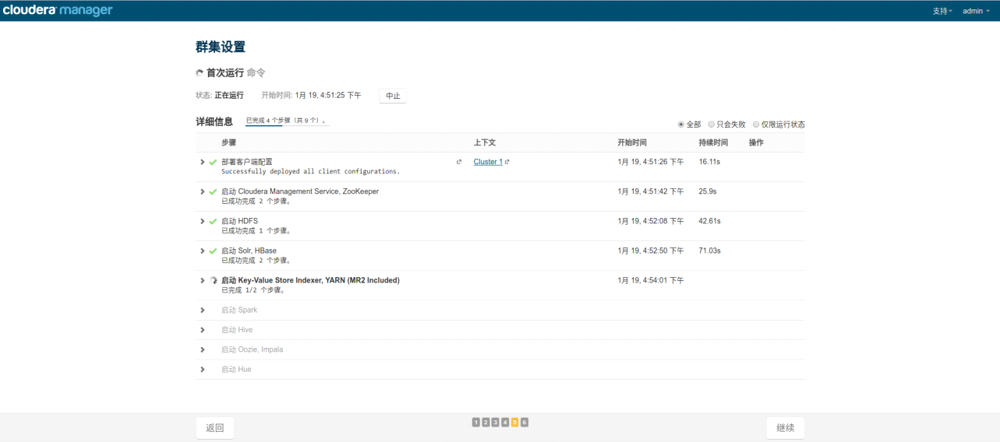 cloudera manager 支持 admin
群集设置
首次运行 命令
状态: 正在运行 开始时间: 1月 19, 4:51:25 下午 中止
详细信息 已完成 4 个步骤（共 9 个）。 全部 只会失败 仅限运行状态
步骤 上下文 开始时间 持续时间 操作
部署客户端配置 Cluster 1 1月 19, 4:51:26 下午 16.11s
Successfully deployed all client configurations.
启动 Cloudera Management Service, ZooKeeper 1月 19, 4:51:42 下午 25.9s
已成功完成 2 个步骤。
启动 HDFS 1月 19, 4:52:08 下午 42.61s
已成功完成 1 个步骤。
启动 Solr, HBase 1月 19, 4:52:50 下午 71.03s
已成功完成 2 个步骤。
启动 Key-Value Store Indexer, YARN (MR2 Included) 1月 19, 4:54:01 下午
已完成 1/2 个步骤。
启动 Spark
启动 Hive
启动 Oozie, Impala
启动 Hue
返回 1 2 3 4 5 6 继续